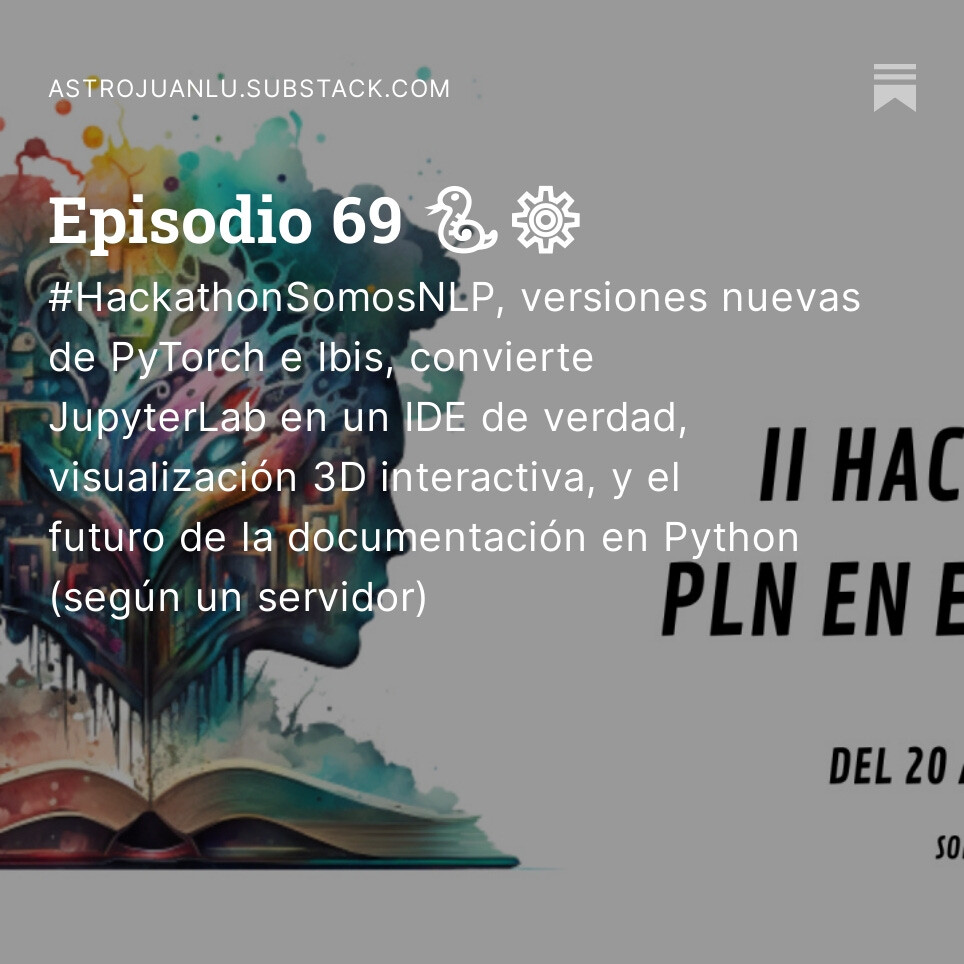 ASTROJUANLU.SUBSTACK.COM
Episodio 69 🐍⚙️
#HackathonSomosNLP, versiones nuevas
de PyTorch e Ibis, convierte
JupyterLab en un IDE de verdad,
visualización 3D interactiva, y el
futuro de la documentación en Python
(según un servidor)
II HAC
PLN EN E
DEL 20 A
SO